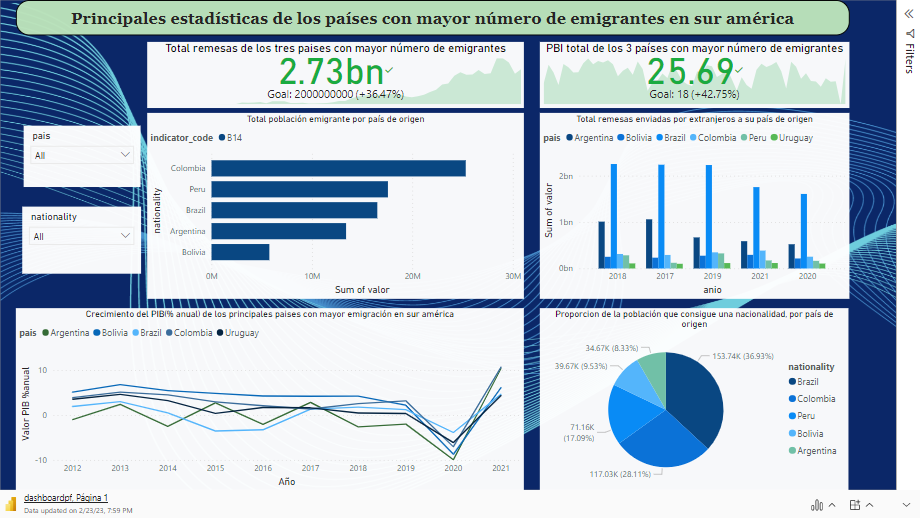 Principales estadísticas de los países con mayor número de emigrantes en sur américa
Filters
Total remesas de los tres paises con mayor número de emigrantes
2.73bn
Goal: 2000000000 (+36.47%)
PBI total de los 3 países con mayor número de emigrantes
25.69
Goal: 18 (+42.75%)
pais
All
nationality
All
Total población emigrante por país de origen
indicator_code B14
nationality
Colombia
Peru
Brazil
Argentina
Bolivia
0M 10M 20M 30M
Sum of valor
Total remesas enviadas por extranjeros a su país de origen
pais Argentina Bolivia Brazil Colombia Peru Uruguay
Sum of valor
2bn
1bn
0bn
2018 2017 2019 2021 2020
anio
Crecimiento del PIB(% anual) de los principales paises con mayor emigración en sur américa
pais Argentina Bolivia Brazil Colombia Uruguay
Valor PIB %anual
10
0
-10
2012 2013 2014 2015 2016 2017 2018 2019 2020 2021
Año
Proporcion de la población que consigue una nacionalidad, por país de
origen
34.67K (8.33%)
153.74K (36.93%)
39.67K (9.53%)
71.16K
(17.09%)
117.03K (28.11%)
nationality
Brazil
Colombia
Peru
Bolivia
Argentina
dashboardpf, Página 1
Data updated on 2/23/23, 7:59 PM